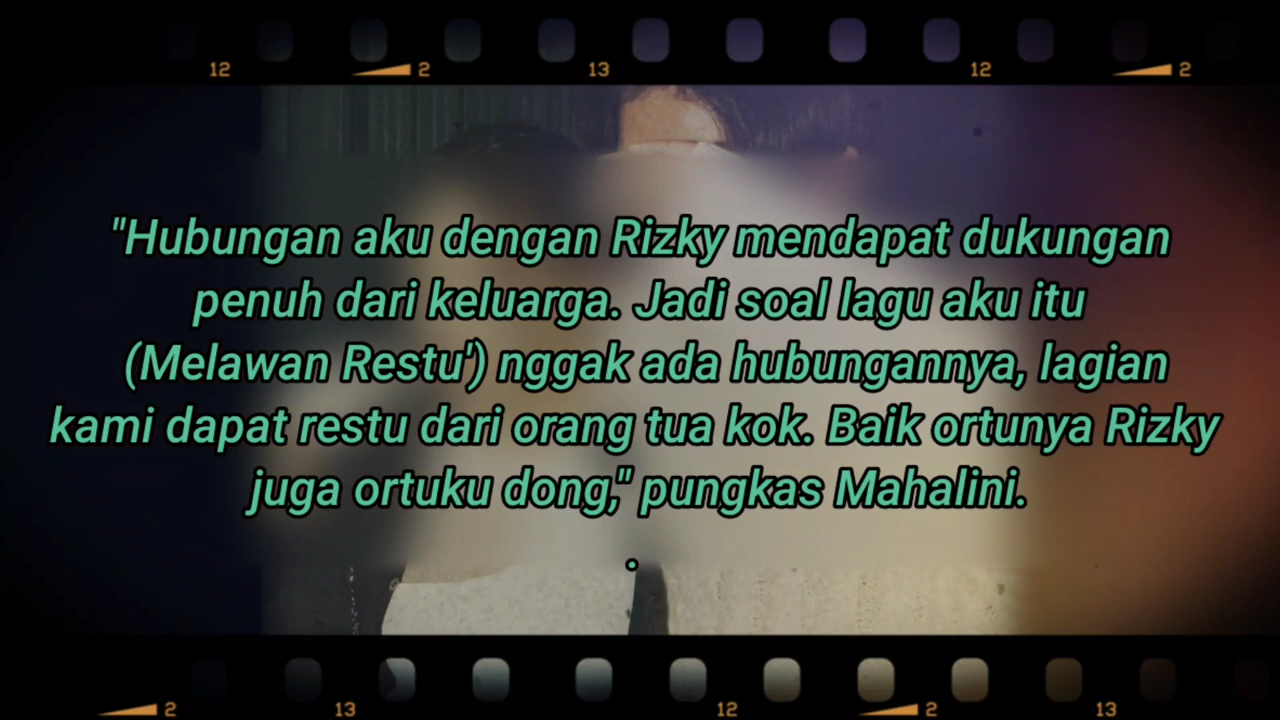 12 2 13 12 2
"Hubungan aku dengan Rizky mendapat dukungan
penuh dari keluarga. Jadi soal lagu aku itu
(Melawan Restu') nggak ada hubungannya, lagian
kami dapat restu dari orang tua kok. Baik ortunya Rizky
juga ortuku dong," pungkas Mahalini.
.
2 13 12 2 13